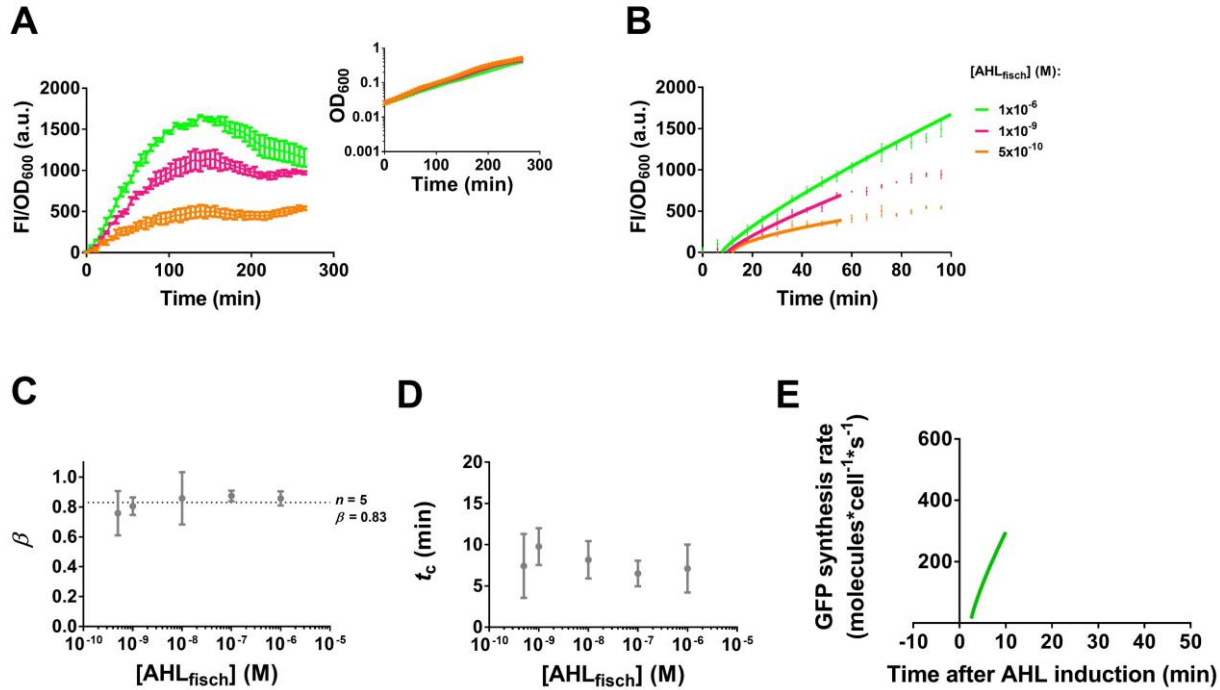 A
FI/OD600 (a.u.)
2000
1500
1000
500
0
0
100
200
300
Time (min)
OD600
1
0.1
0.01
0.001
0
100
200
300
Time (min)
B
FI/OD600 (a.u.)
2000
1500
1000
500
0
0
20
40
60
80
100
Time (min)
[AHLfisch] (M):
1x10-6
1x10-9
5x10-10
C
β
1.0
0.8
0.6
0.4
0.2
0.0
n = 5
β = 0.83
10-10
10-9
10-8
10-7
10-6
10-5
[AHLfisch] (M)
D
tc (min)
20
15
10
5
0
10-10
10-9
10-8
10-7
10-6
10-5
[AHLfisch] (M)
E
GFP synthesis rate
(molecules*cell-1*s-1)
600
400
200
-10
0
10
20
30
40
50
Time after AHL induction (min)